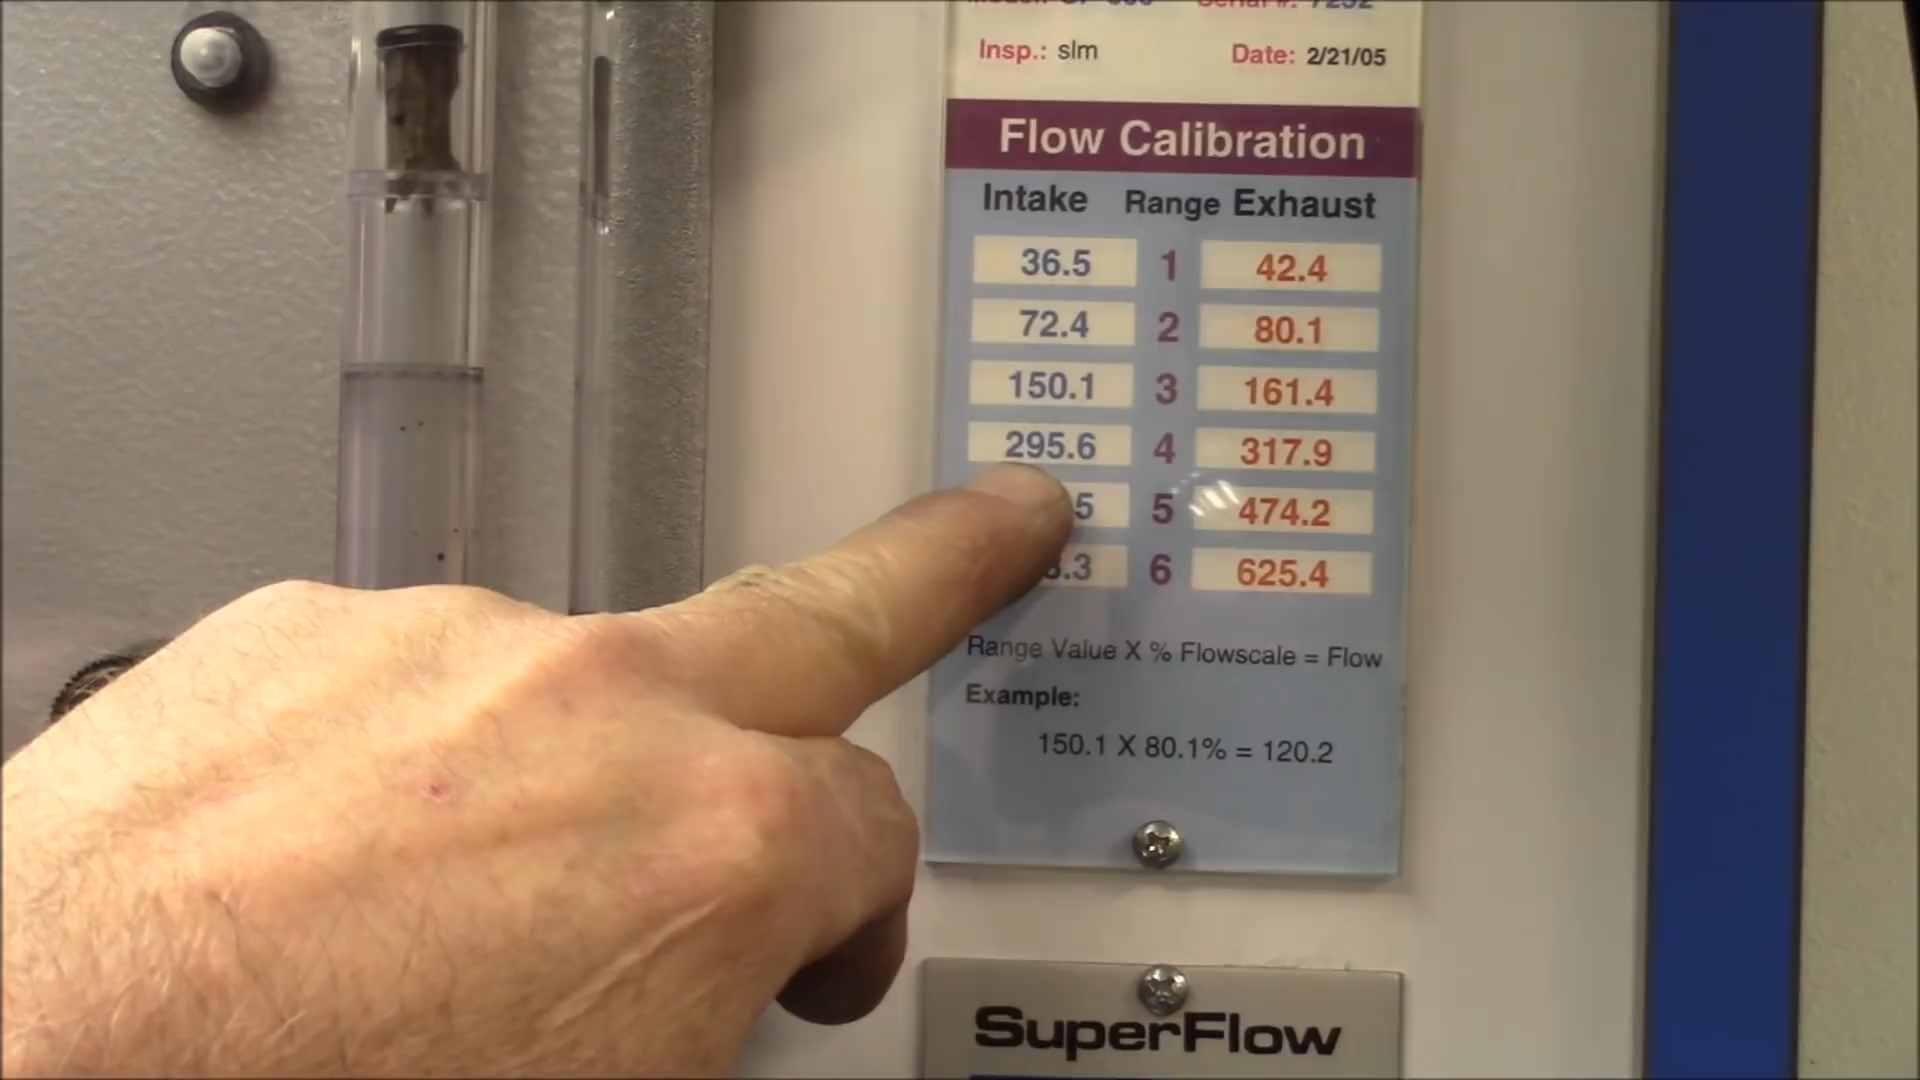 Insp.: slm Date: 2/21/05
Flow Calibration
Intake Range Exhaust
36.5 1 42.4
72.4 2 80.1
150.1 3 161.4
295.6 4 317.9
5 474.2
6 625.4
Range Value X % Flowscale = Flow
Example:
150.1 X 80.1% = 120.2
SuperFlow